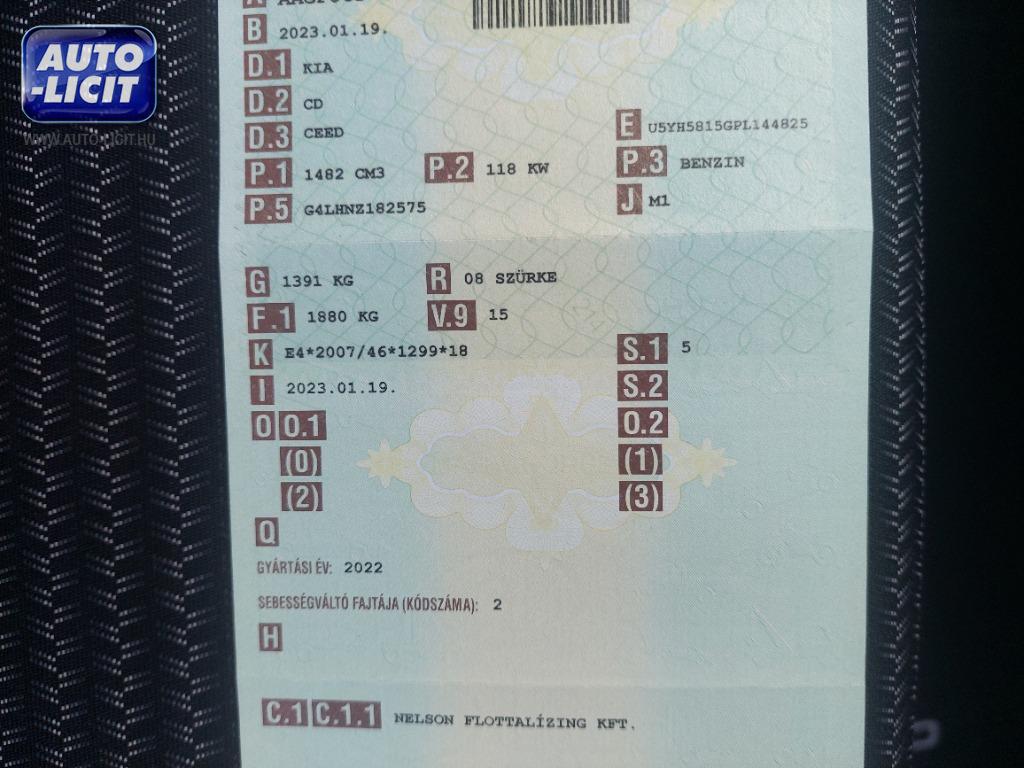 AUTO
-LICIT
WWW.AUTO-LICIT.HU
A
B 2023.01.19.
D.1 KIA
D.2 CD
D.3 CEED E U5YH5815GPL144825
P.1 1482 CM3 P.2 118 KW P.3 BENZIN
P.5 G4LHNZ182575 J M1
G 1391 KG R 08 SZÜRKE
F.1 1880 KG V.9 15
K E4*2007/46*1299*18 S.1 5
I 2023.01.19. S.2
O O.1 O.2
(0) (1)
(2) (3)
Q
GYÁRTÁSI ÉV: 2022
SEBESSÉGVÁLTÓ FAJTÁJA (KÓDSZÁMA): 2
H
C.1 C.1.1 NELSON FLOTTALÍZING KFT.